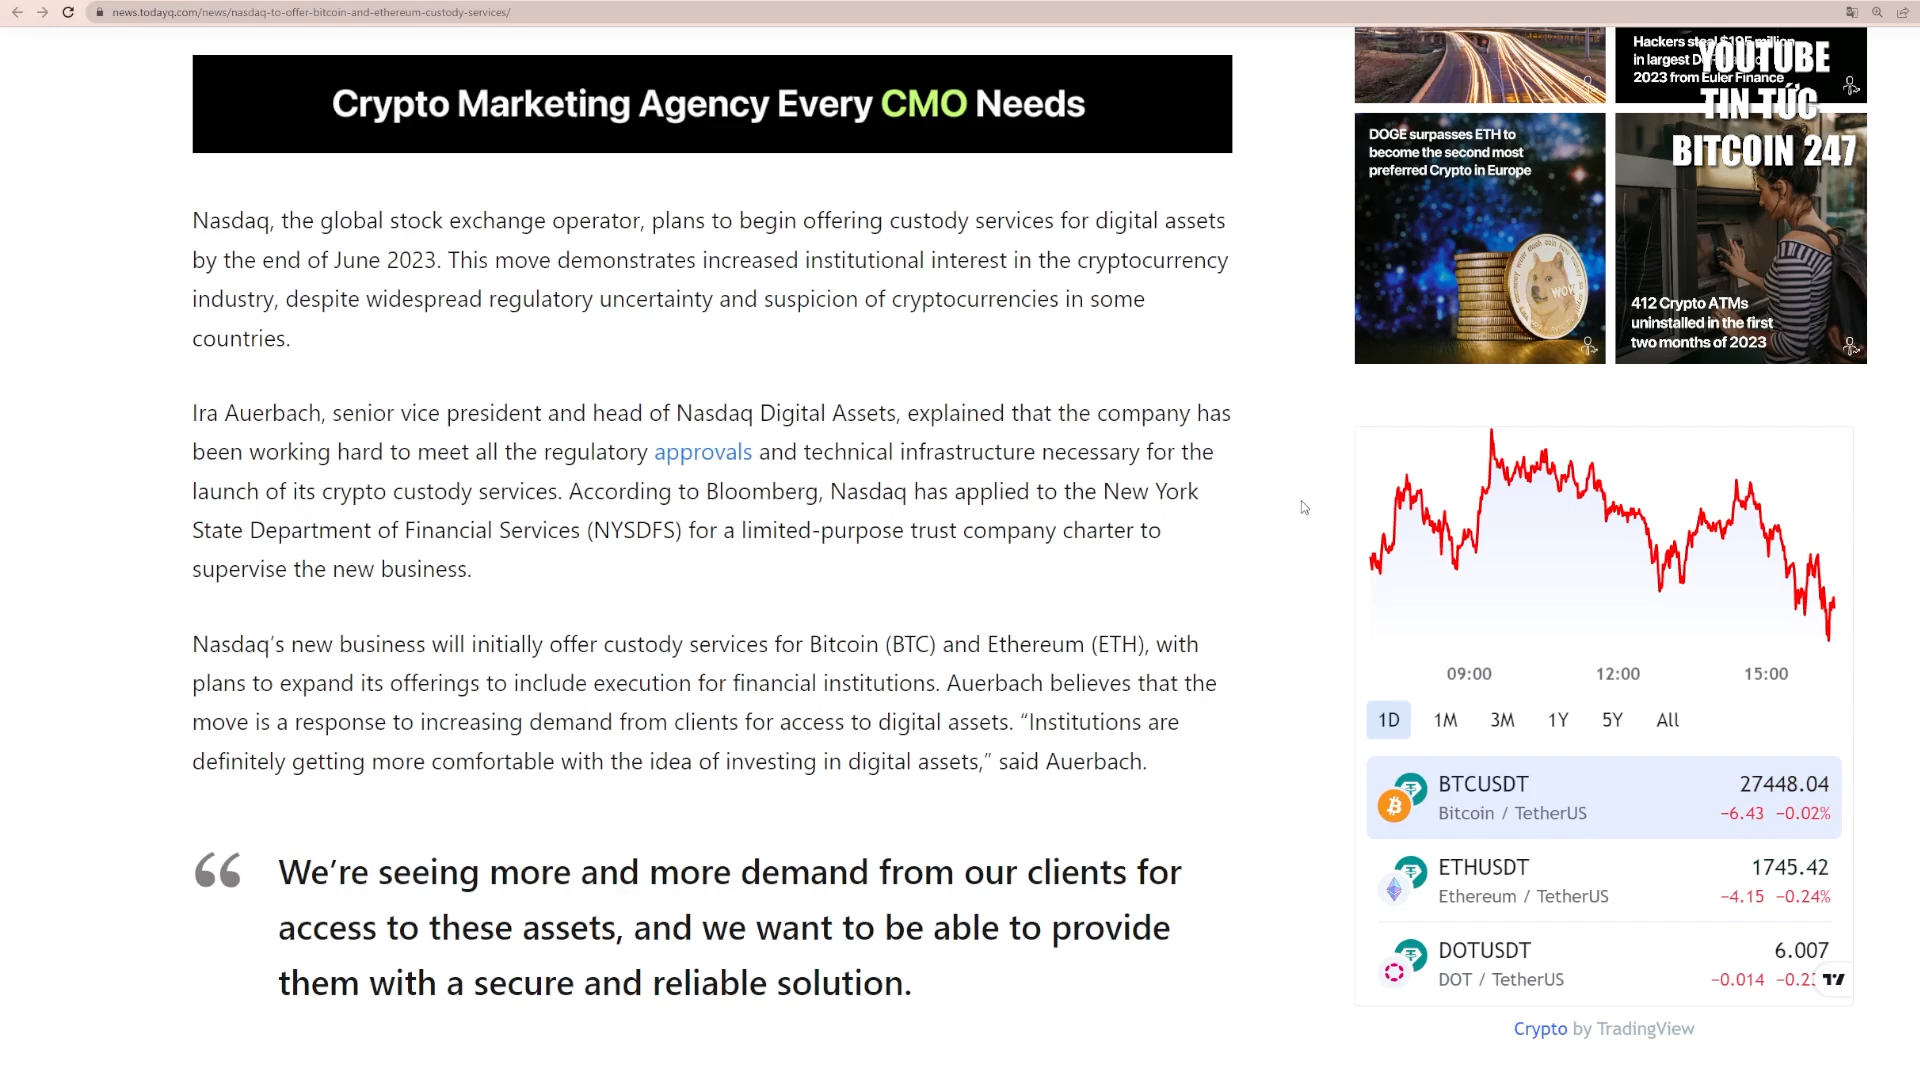 news.todayq.com/news/nasdaq-to-offer-bitcoin-and-ethereum-custody-services/
Crypto Marketing Agency Every CMO Needs
Nasdaq, the global stock exchange operator, plans to begin offering custody services for digital assets
by the end of June 2023. This move demonstrates increased institutional interest in the cryptocurrency
industry, despite widespread regulatory uncertainty and suspicion of cryptocurrencies in some
countries.
Ira Auerbach, senior vice president and head of Nasdaq Digital Assets, explained that the company has
been working hard to meet all the regulatory approvals and technical infrastructure necessary for the
launch of its crypto custody services. According to Bloomberg, Nasdaq has applied to the New York
State Department of Financial Services (NYSDFS) for a limited-purpose trust company charter to
supervise the new business.
Nasdaq’s new business will initially offer custody services for Bitcoin (BTC) and Ethereum (ETH), with
plans to expand its offerings to include execution for financial institutions. Auerbach believes that the
move is a response to increasing demand from clients for access to digital assets. “Institutions are
definitely getting more comfortable with the idea of investing in digital assets,” said Auerbach.
“ We’re seeing more and more demand from our clients for
access to these assets, and we want to be able to provide
them with a secure and reliable solution.
Hackers steal $195 million
in largest
2023 from Euler Finance
YOUTUBE
TIN TỨC
BITCOIN 247
DOGE surpasses ETH to
become the second most
preferred Crypto in Europe
WOW
412 Crypto ATMs
uninstalled in the first
two months of 2023
09:00 12:00 15:00
1D 1M 3M 1Y 5Y All
BTCUSDT 27448.04
Bitcoin / TetherUS −6.43 −0.02%
ETHUSDT 1745.42
Ethereum / TetherUS −4.15 −0.24%
DOTUSDT 6.007
DOT / TetherUS −0.014
Crypto by TradingView